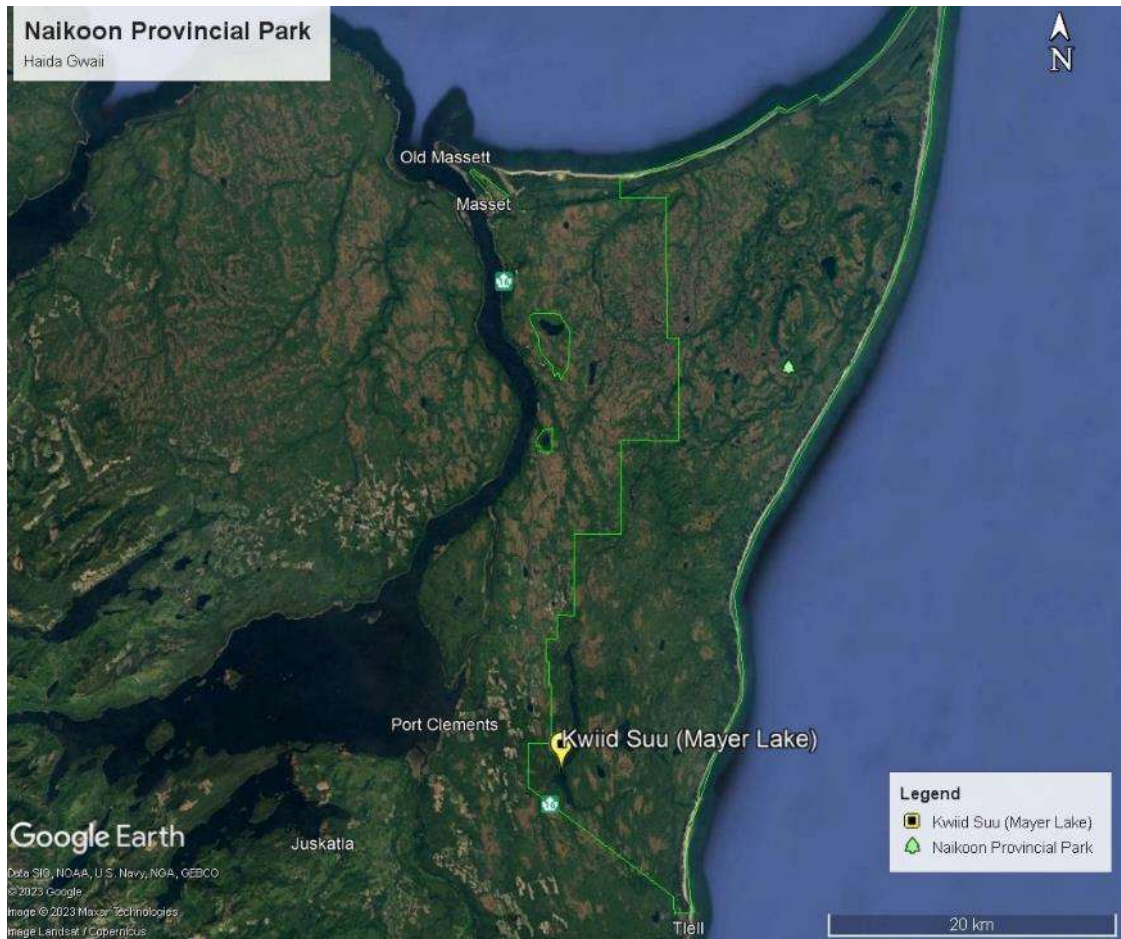 Naikoon Provincial Park
Haida Gwaii
N
Old Massett
Masset
16
Port Clements
Kwiid Suu (Mayer Lake)
16
Juskatla
Tlell
Legend
Kwiid Suu (Mayer Lake)
Naikoon Provincial Park
Google Earth
Data SIO, NOAA, U.S. Navy, NGA, GEBCO
© 2023 Google
Image © 2023 Maxar Technologies
Image Landsat / Copernicus
20 km